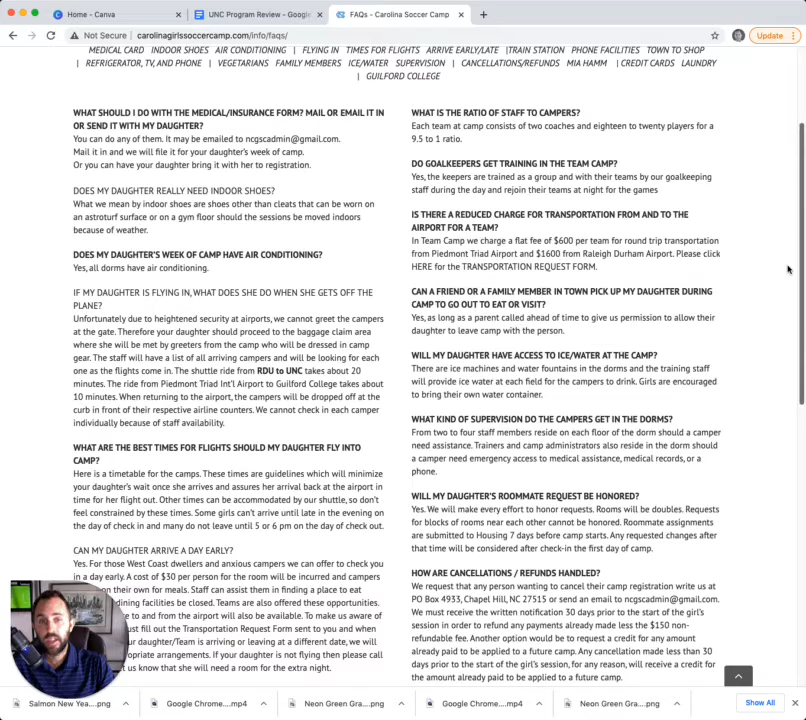 Home - Canva
UNC Program Review - Google
FAQs - Carolina Soccer Camp
Not Secure
carolinagirlssoccercamp.com/info/faqs/
Update
MEDICAL CARD INDOOR SHOES AIR CONDITIONING | FLYING IN TIMES FOR FLIGHTS ARRIVE EARLY/LATE |TRAIN STATION PHONE FACILITIES TOWN TO SHOP
| REFRIGERATOR, TV, AND PHONE | VEGETARIANS FAMILY MEMBERS ICE/WATER SUPERVISION | CANCELLATIONS/REFUNDS MIA HAMM | CREDIT CARDS LAUNDRY
| GUILFORD COLLEGE
WHAT SHOULD I DO WITH THE MEDICAL/INSURANCE FORM? MAIL OR EMAIL IT IN
OR SEND IT WITH MY DAUGHTER?
You can do any of them. It may be emailed to ncgscadmin@gmail.com.
Mail it in and we will file it for your daughter's week of camp.
Or you can have your daughter bring it with her to registration.
DOES MY DAUGHTER REALLY NEED INDOOR SHOES?
What we mean by indoor shoes are shoes other than cleats that can be worn on
an astroturf surface or on a gym floor should the sessions be moved indoors
because of weather.
DOES MY DAUGHTER'S WEEK OF CAMP HAVE AIR CONDITIONING?
Yes, all dorms have air conditioning.
IF MY DAUGHTER IS FLYING IN, WHAT DOES SHE DO WHEN SHE GETS OFF THE
PLANE?
Unfortunately due to heightened security at airports, we cannot greet the campers
at the gate. Therefore your daughter should proceed to the baggage claim area
where she will be met by greeters from the camp who will be dressed in camp
gear. The staff will have a list of all arriving campers and will be looking for each
one as the flights come in. The shuttle ride from RDU to UNC takes about 20
minutes. The ride from Piedmont Triad Int'l Airport to Guilford College takes about
10 minutes. When returning to the airport, the campers will be dropped off at the
curb in front of their respective airline counters. We cannot check in each camper
individually because of staff availability.
WHAT ARE THE BEST TIMES FOR FLIGHTS SHOULD MY DAUGHTER FLY INTO
CAMP?
Here is a timetable for the camps. These times are guidelines which will minimize
your daughter's wait once she arrives and assures her arrival back at the airport in
time for her flight out. Other times can be accommodated by our shuttle, so don't
feel constrained by these times. Some girls can't arrive until late in the evening on
the day of check in and many do not leave until 5 or 6 pm on the day of check out.
CAN MY DAUGHTER ARRIVE A DAY EARLY?
Yes. For those West Coast dwellers and anxious campers we can offer to check you
in a day early. A cost of $30 per person for the room will be incurred and campers
on their own for meals. Staff can assist them in finding a place to eat
dining facilities be closed. Teams are also offered these opportunities.
to and from the airport will also be available. To make us aware of
ust fill out the Transportation Request Form sent to you and when
ur daughter/Team is arriving or leaving at a different date, we will
opriate arrangements. If your daughter is not flying then please call
t us know that she will need a room for the extra night.
WHAT IS THE RATIO OF STAFF TO CAMPERS?
Each team at camp consists of two coaches and eighteen to twenty players for a
9.5 to 1 ratio.
DO GOALKEEPERS GET TRAINING IN THE TEAM CAMP?
Yes, the keepers are trained as a group and with their teams by our goalkeeping
staff during the day and rejoin their teams at night for the games
IS THERE A REDUCED CHARGE FOR TRANSPORTATION FROM AND TO THE
AIRPORT FOR A TEAM?
In Team Camp we charge a flat fee of $600 per team for round trip transportation
from Piedmont Triad Airport and $1600 from Raleigh Durham Airport. Please click
HERE for the TRANSPORTATION REQUEST FORM.
CAN A FRIEND OR A FAMILY MEMBER IN TOWN PICK UP MY DAUGHTER DURING
CAMP TO GO OUT TO EAT OR VISIT?
Yes, as long as a parent called ahead of time to give us permission to allow their
daughter to leave camp with the person.
WILL MY DAUGHTER HAVE ACCESS TO ICE/WATER AT THE CAMP?
There are ice machines and water fountains in the dorms and the training staff
will provide ice water at each field for the campers to drink. Girls are encouraged
to bring their own water container.
WHAT KIND OF SUPERVISION DO THE CAMPERS GET IN THE DORMS?
From two to four staff members reside on each floor of the dorm should a camper
need assistance. Trainers and camp administrators also reside in the dorm should
a camper need emergency access to medical assistance, medical records, or a
phone.
WILL MY DAUGHTER'S ROOMMATE REQUEST BE HONORED?
Yes. We will make every effort to honor requests. Rooms will be doubles. Requests
for blocks of rooms near each other cannot be honored. Roommate assignments
are submitted to Housing 7 days before camp starts. Any requested changes after
that time will be considered after check-in the first day of camp.
HOW ARE CANCELLATIONS / REFUNDS HANDLED?
We request that any person wanting to cancel their camp registration write us at
PO Box 4933, Chapel Hill, NC 27515 or send an email to ncgscadmin@gmail.com.
We must receive the written notification 30 days prior to the start of the girl's
session in order to refund any payments already made less the $150 non-
refundable fee. Another option would be to request a credit for any amount
already paid to be applied to a future camp. Any cancellation made less than 30
days prior to the start of the girl's session, for any reason, will receive a credit for
the amount already paid to be applied to a future camp.
Salmon New Yea....png
Google Chrome....mp4
Neon Green Gra....png
Google Chrome....mp4
Neon Green Gra....png
Show All